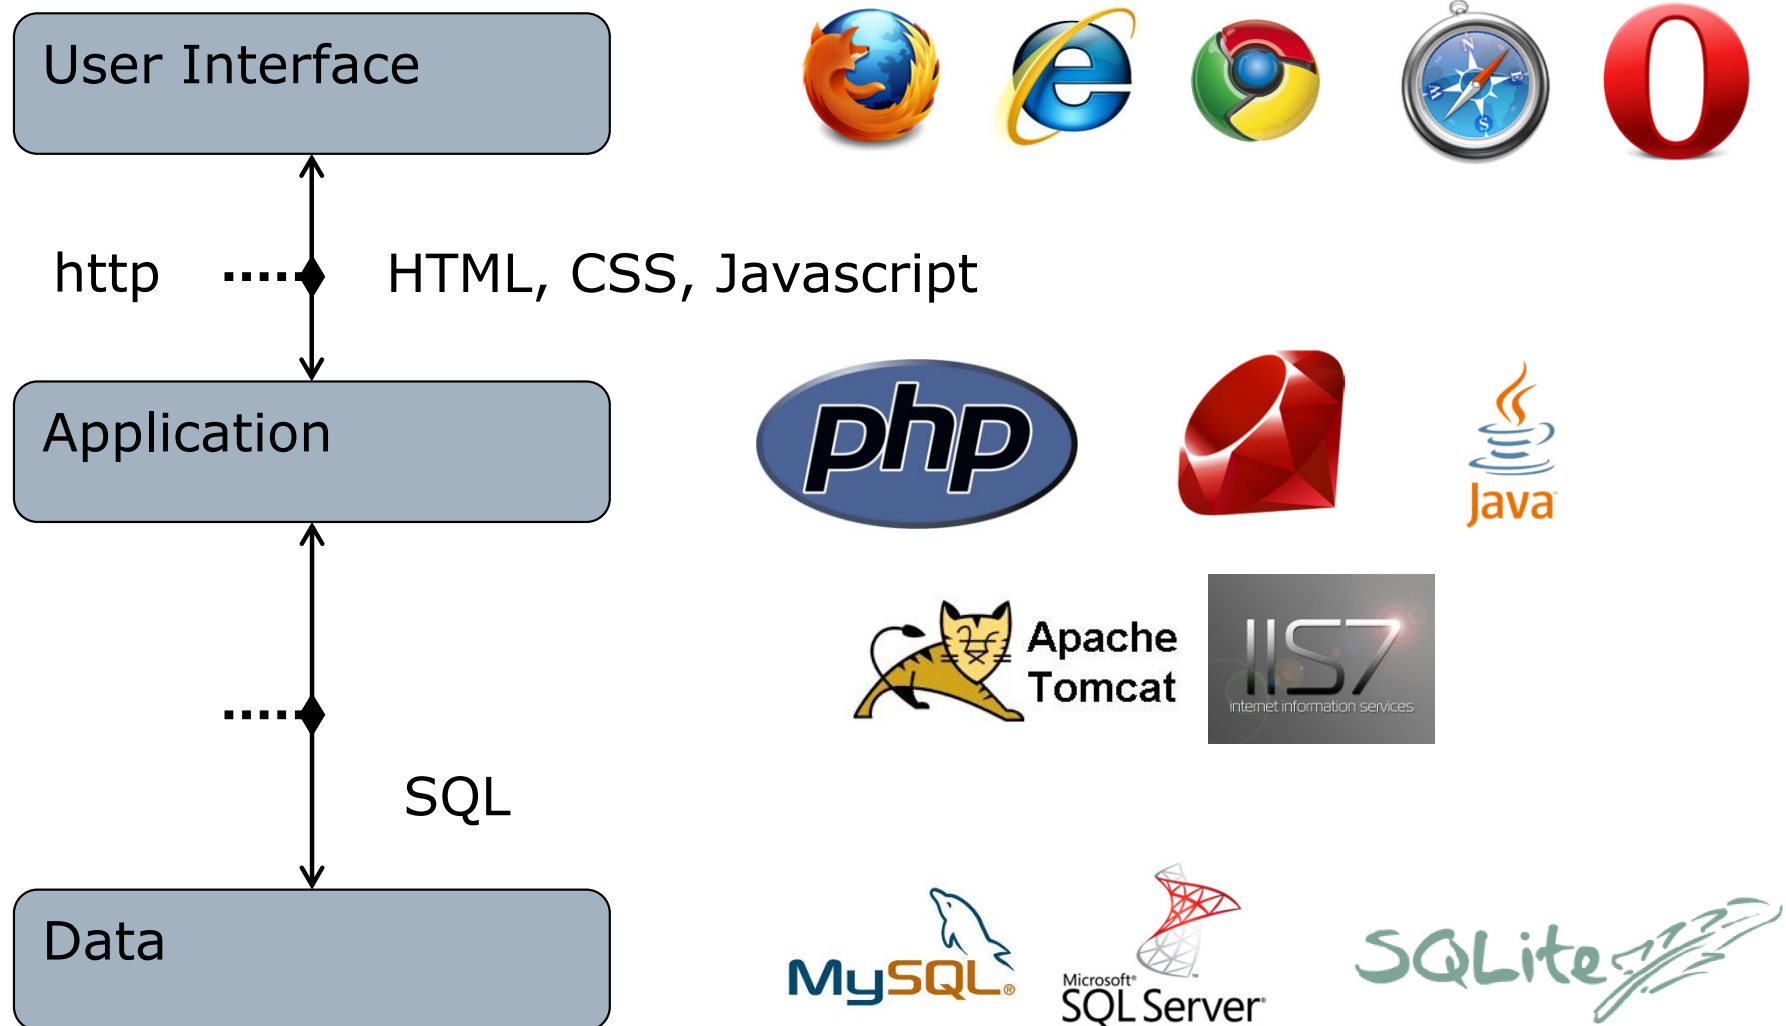 User Interface
http
HTML, CSS, Javascript
Application
php
Java
Apache
Tomcat
IIS7
internet information services
SQL
Data
MySQL®
Microsoft®
SQL Server®
SQLite
N
E
S
W